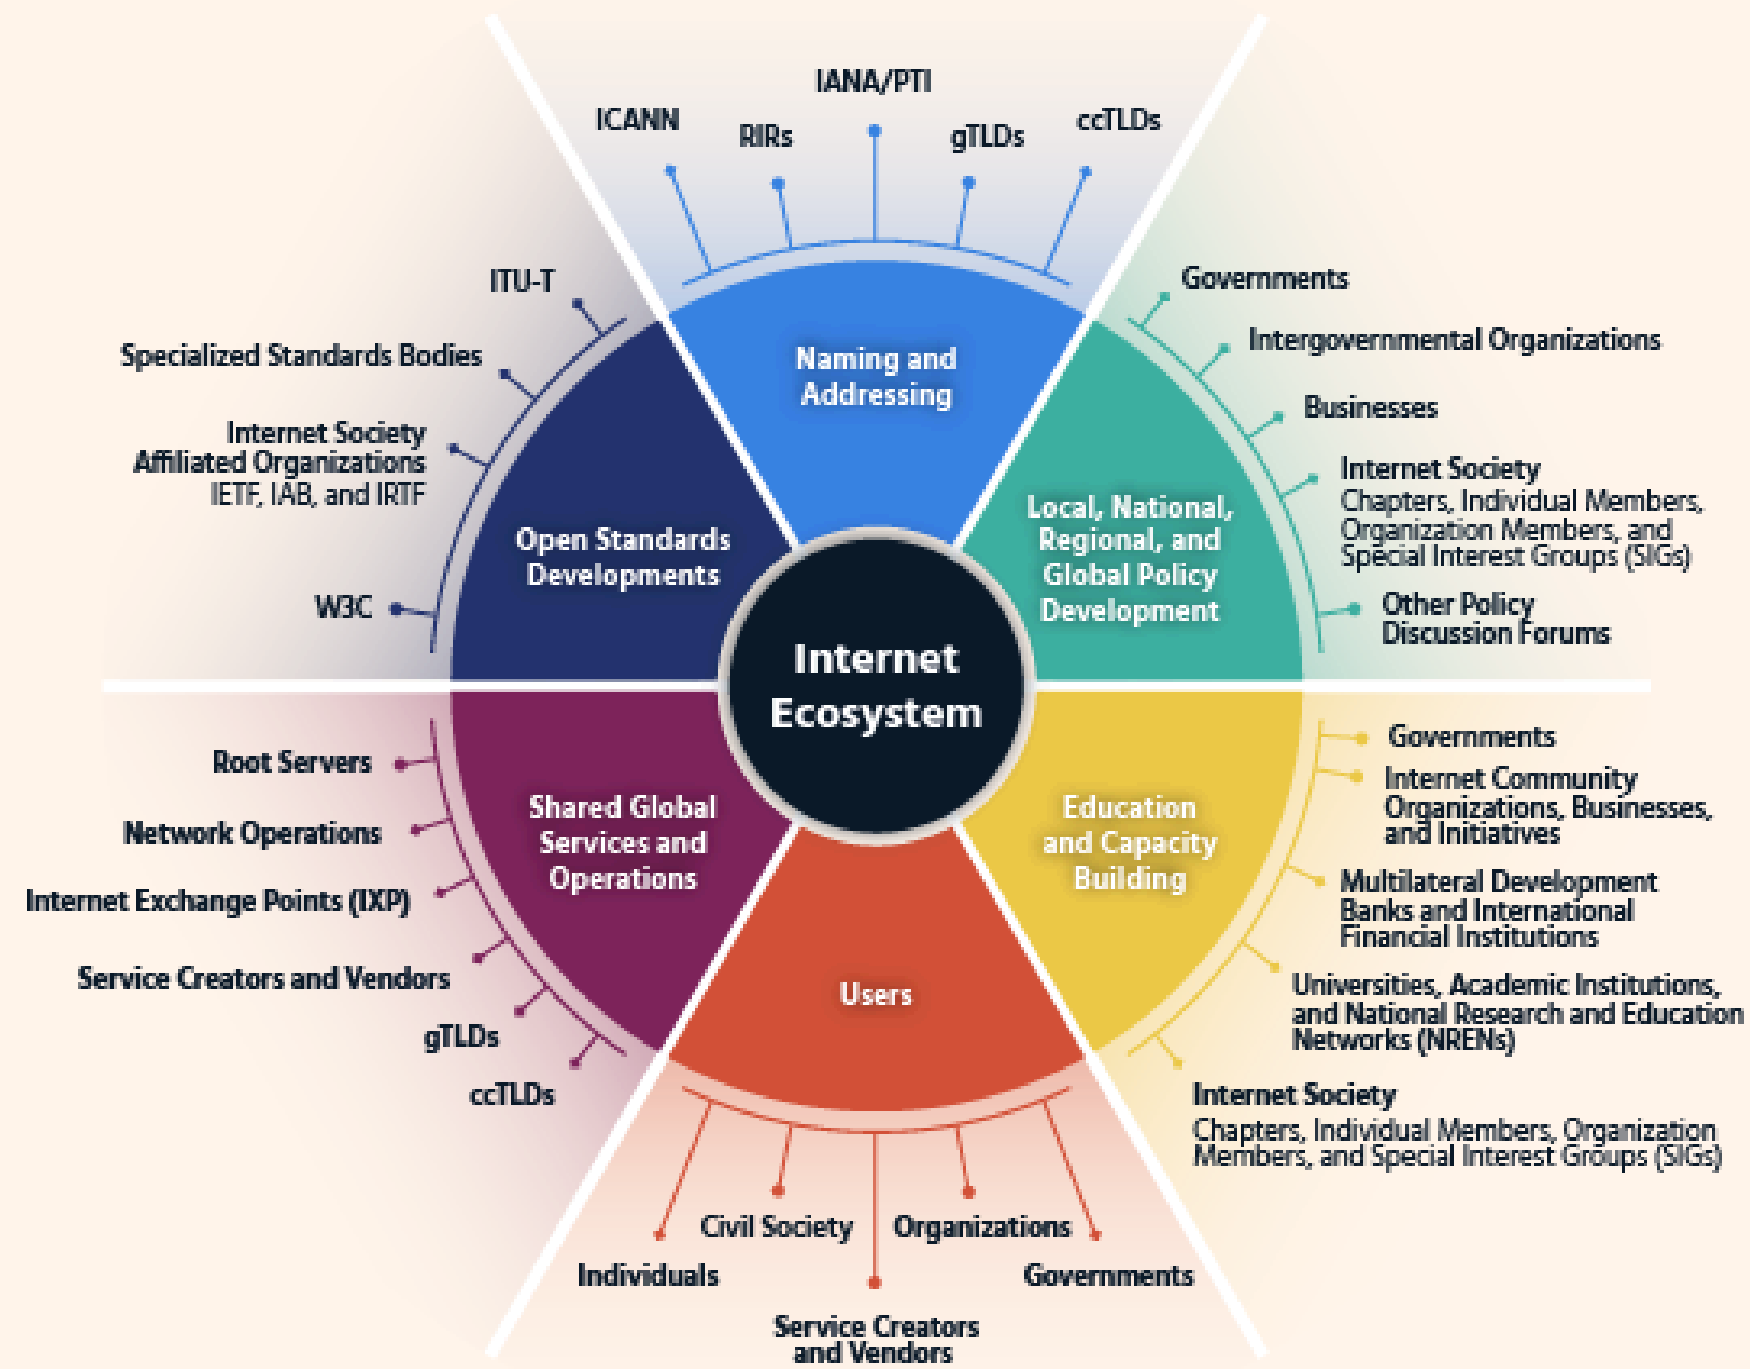 IANA/PTI
ICANN
RIRs
gTLDs
ccTLDs
Naming and
Addressing
Governments
Intergovernmental Organizations
Businesses
Internet Society
Chapters, Individual Members,
Organization Members, and
Special Interest Groups (SIGs)
Other Policy
Discussion Forums
Local, National,
Regional, and
Global Policy
Development
ITU-T
Specialized Standards Bodies
Internet Society
Affiliated Organizations
IETF, IAB, and IRTF
W3C
Open Standards
Developments
Internet
Ecosystem
Root Servers
Network Operations
Internet Exchange Points (IXP)
Service Creators and Vendors
gTLDs
ccTLDs
Shared Global
Services and
Operations
Education
and Capacity
Building
Governments
Internet Community
Organizations, Businesses,
and Initiatives
Multilateral Development
Banks and International
Financial Institutions
Universities, Academic Institutions,
and National Research and Education
Networks (NRENs)
Internet Society
Chapters, Individual Members, Organization
Members, and Special Interest Groups (SIGs)
Users
Individuals
Civil Society
Service Creators
and Vendors
Organizations
Governments